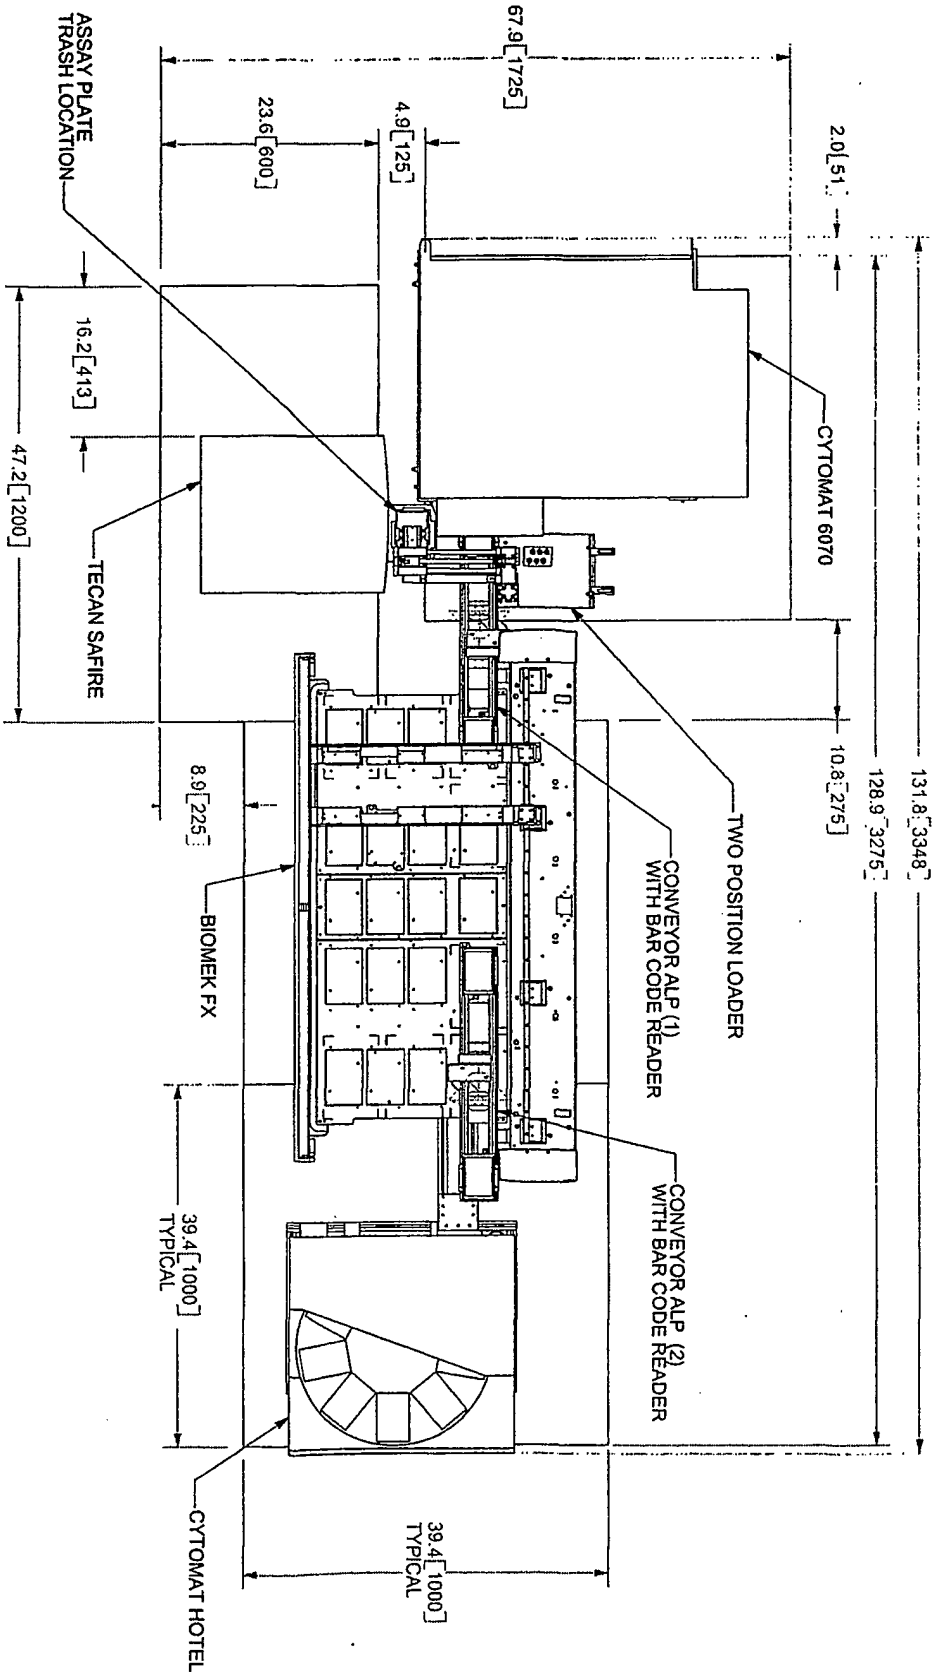 131.8[3348]
128.9[3275]
2.0[51]
10.8[275]
67.9[1725]
4.9[125]
23.6[600]
CYTOMAT 6070
TWO POSITION LOADER
CONVEYOR ALP (1)
WITH BAR CODE READER
CONVEYOR ALP (2)
WITH BAR CODE READER
39.4[1000]
TYPICAL
ASSAY PLATE
TRASH LOCATION
16.2[413]
47.2[1200]
TECAN SAFIRE
8.9[225]
BIOMEK FX
39.4[1000]
TYPICAL
CYTOMAT HOTEL